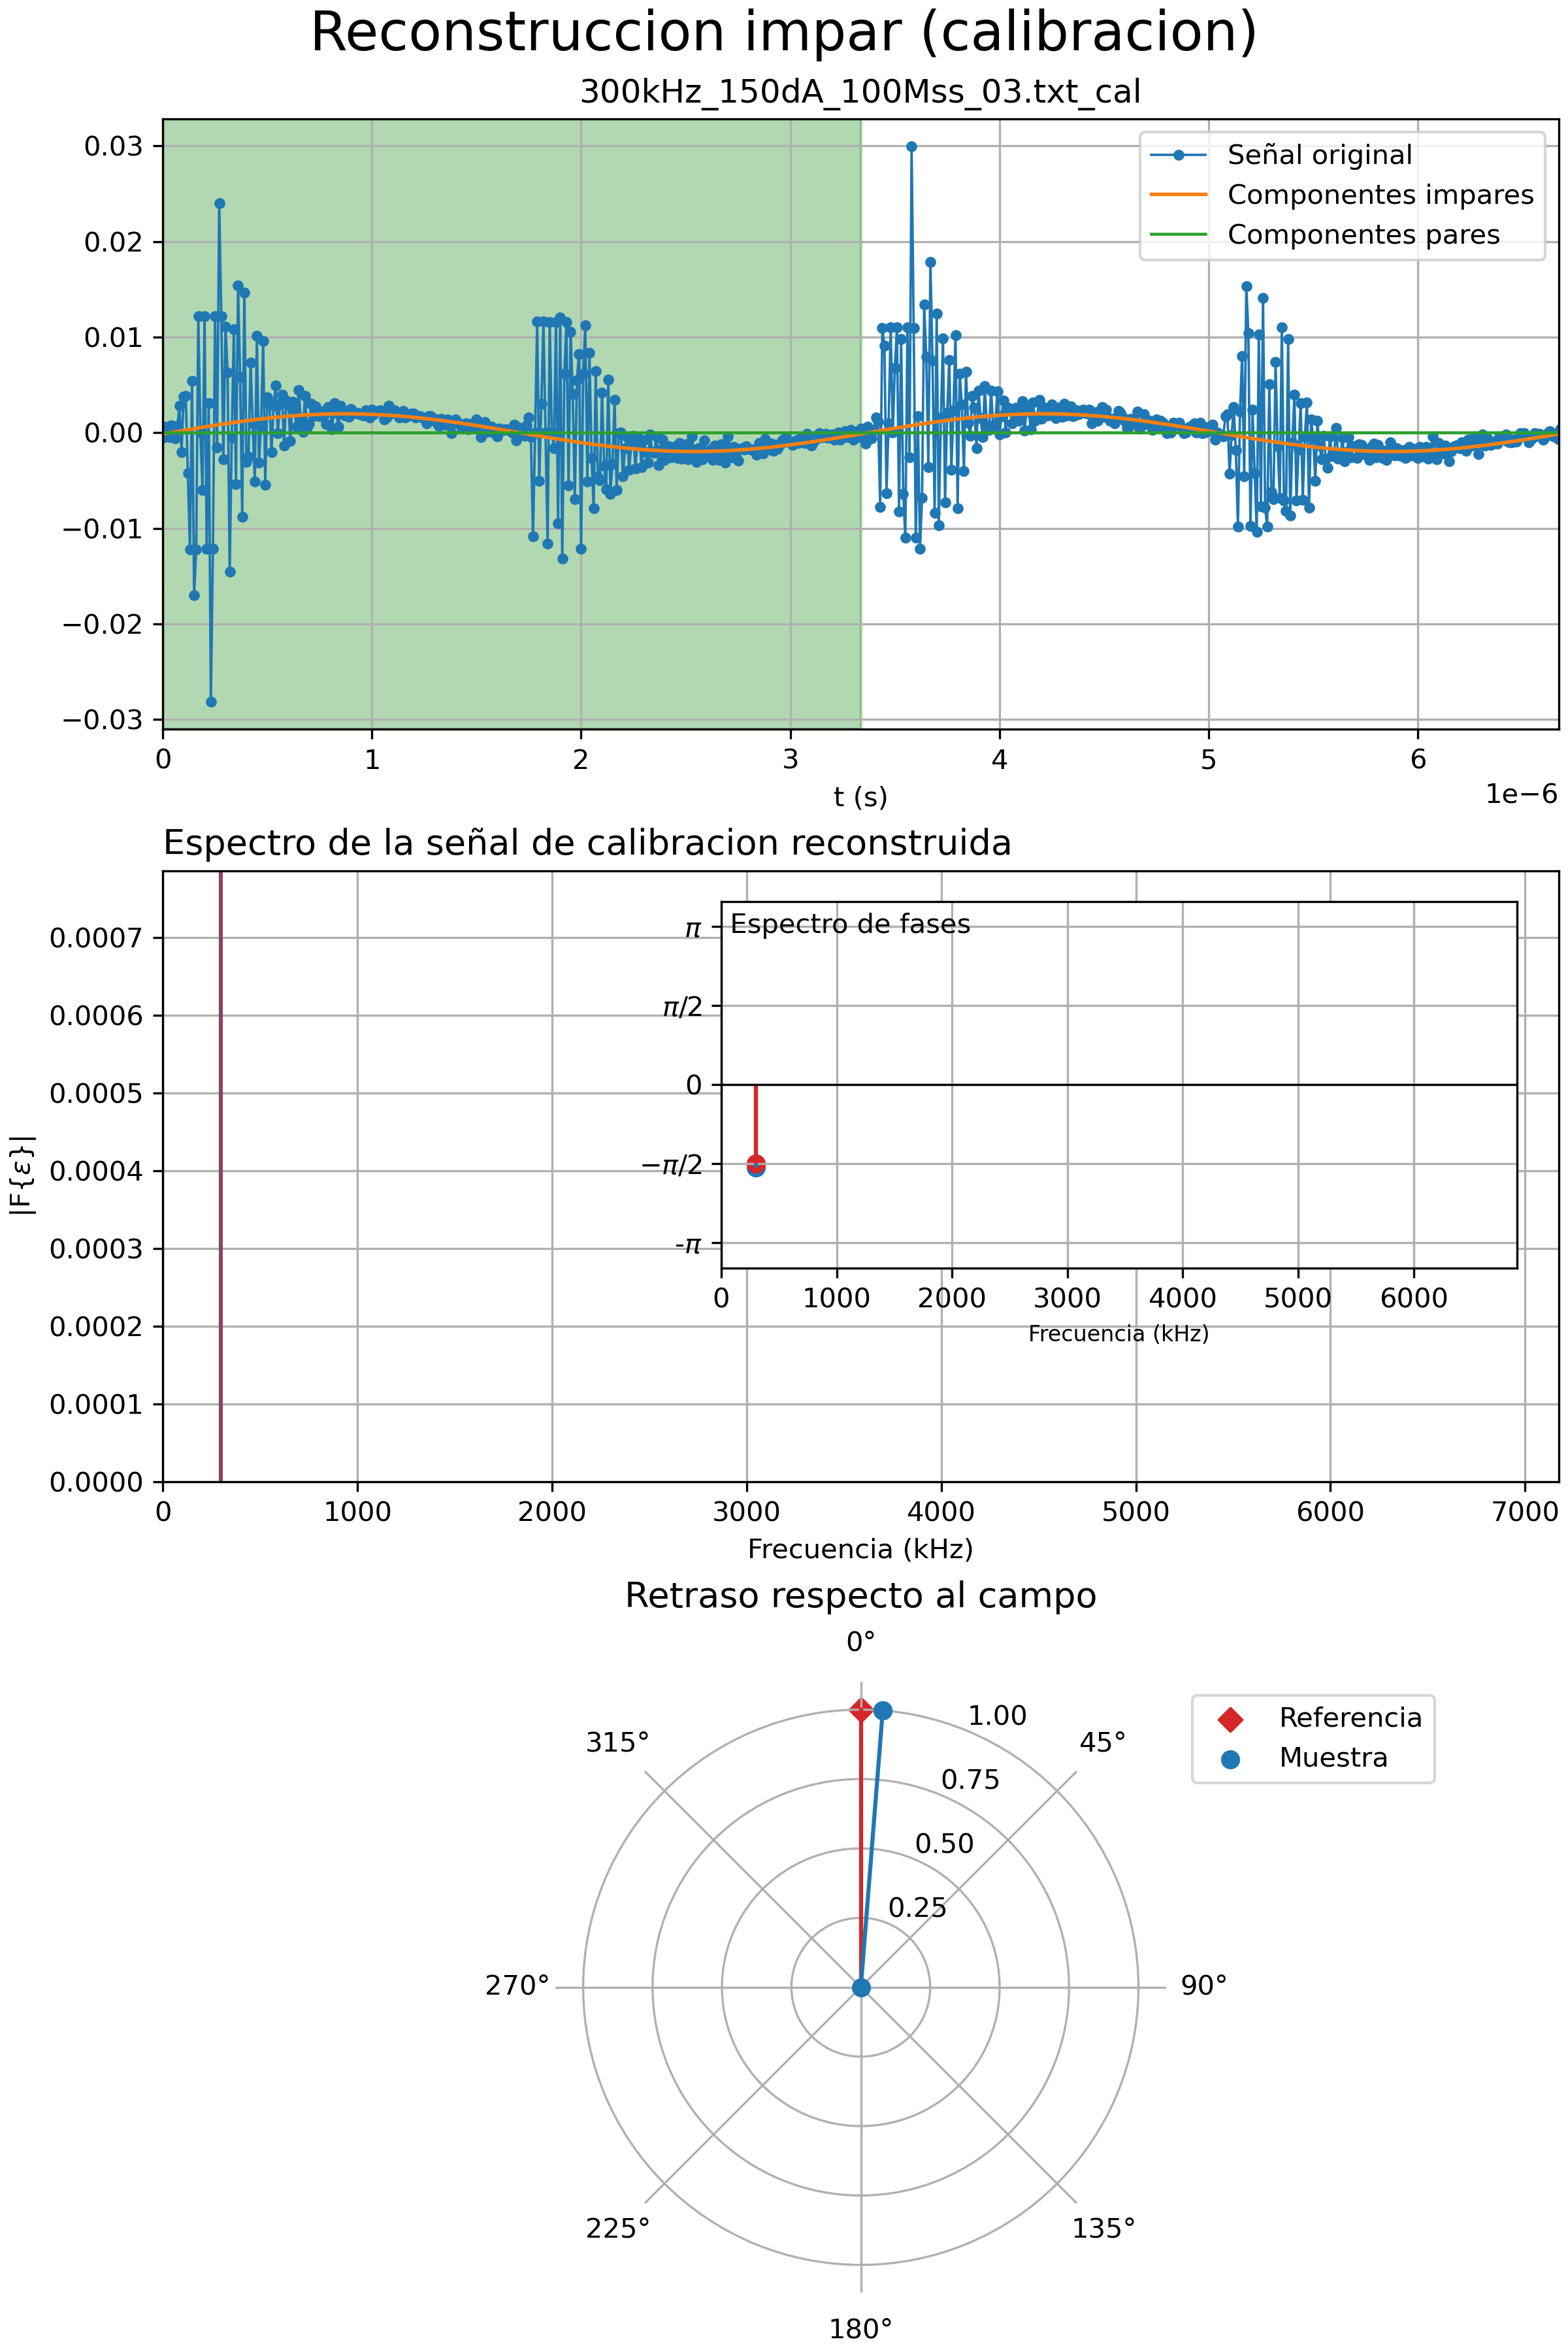 Reconstruccion impar (calibracion)
300kHz_150dA_100Mss_03.txt_cal
0.03
0.02
0.01
0.00
−0.01
−0.02
−0.03
Señal original
Componentes impares
Componentes pares
0 1 2 3 4 5 6
1e−6
t (s)
Espectro de la señal de calibracion reconstruida
0.0007
0.0006
0.0005
0.0004
0.0003
0.0002
0.0001
0.0000
|F{ε}|
Espectro de fases
π
π/2
0
−π/2
-π
0 1000 2000 3000 4000 5000 6000
Frecuencia (kHz)
0 1000 2000 3000 4000 5000 6000 7000
Frecuencia (kHz)
Retraso respecto al campo
0°
45°
90°
135°
180°
225°
270°
315°
1.00
0.75
0.50
0.25
Referencia
Muestra